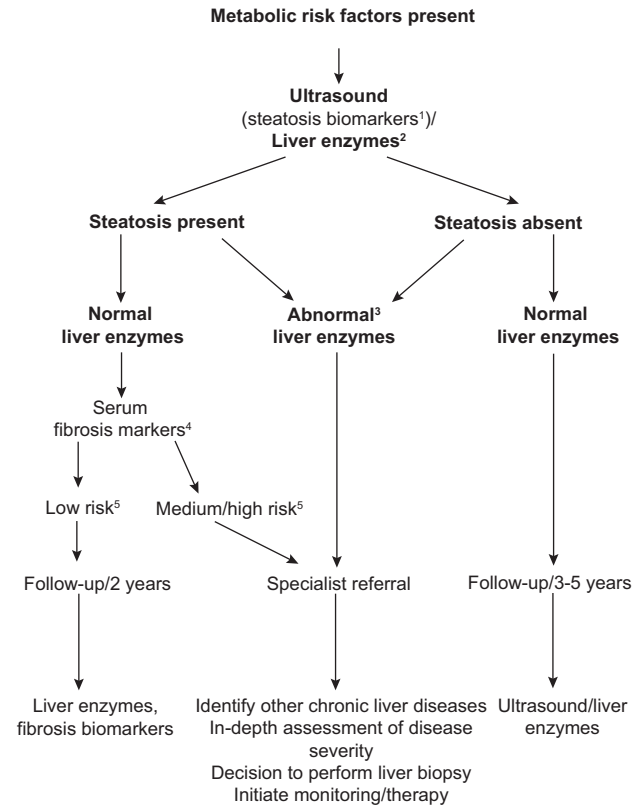 Metabolic risk factors present
Ultrasound
(steatosis biomarkers¹)/
Liver enzymes²
Steatosis present
Steatosis absent
Normal
liver enzymes
Abnormal³
liver enzymes
Normal
liver enzymes
Serum
fibrosis markers⁴
Low risk⁵
Medium/high risk⁵
Follow-up/2 years
Specialist referral
Follow-up/3-5 years
Liver enzymes,
fibrosis biomarkers
Identify other chronic liver diseases
In-depth assessment of disease
severity
Decision to perform liver biopsy
Initiate monitoring/therapy
Ultrasound/liver
enzymes